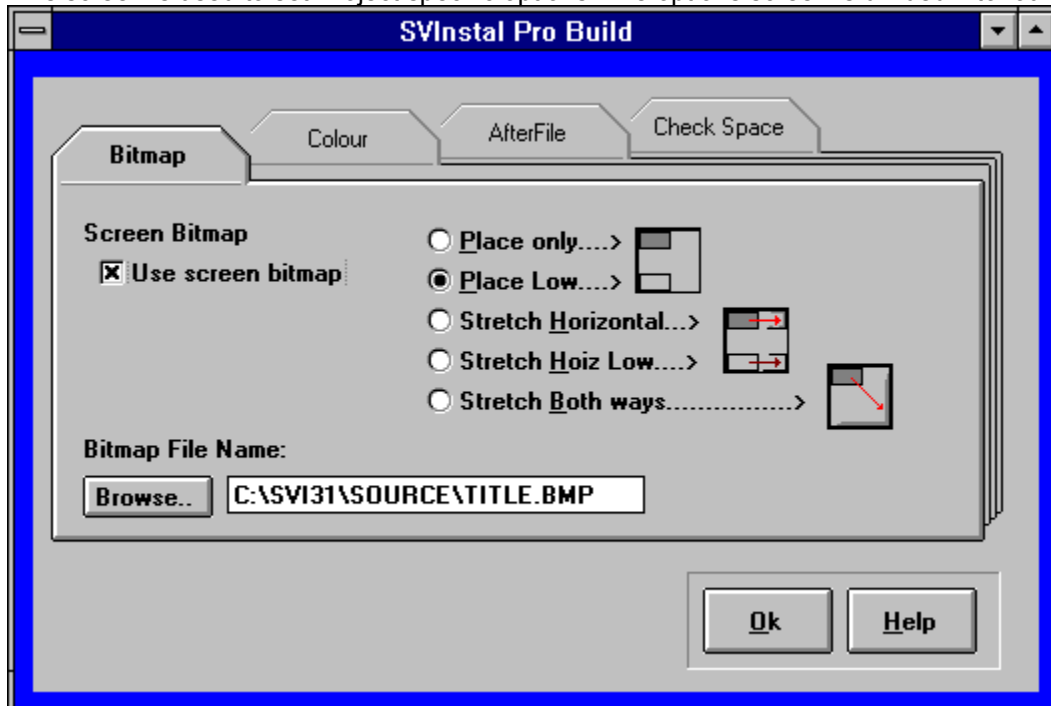 SVInstal Pro Build
Bitmap
Colour
AfterFile
Check Space
Screen Bitmap
Use screen bitmap
Place only....>
Place Low....>
Stretch Horizontal...>
Stretch Hoiz Low....>
Stretch Both ways................>
Bitmap File Name:
Browse..
C:\SVI31\SOURCE\TITLE.BMP
Ok
Help